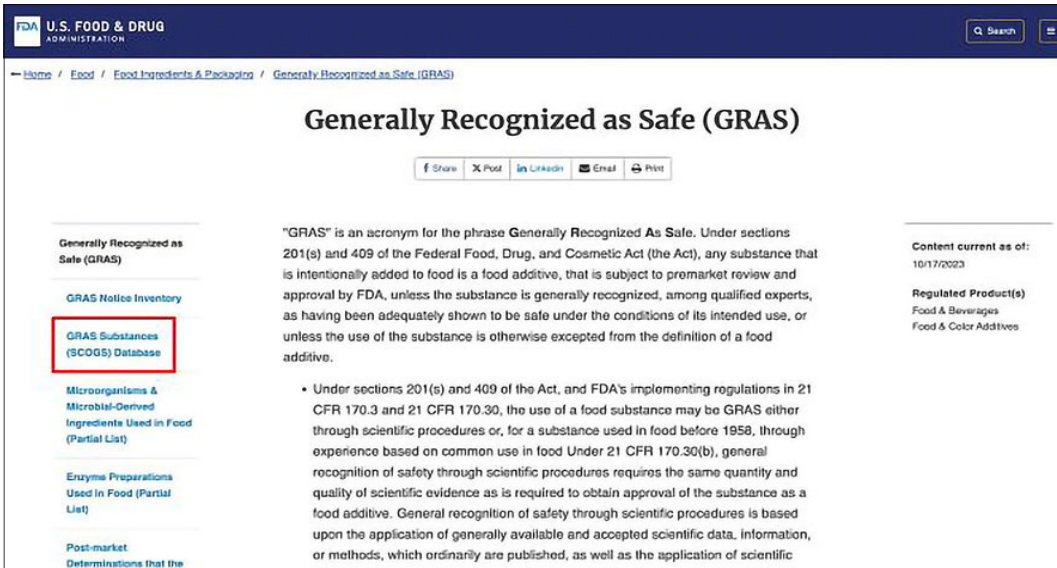 FDA U.S. FOOD & DRUG
ADMINISTRATION
Search
Home / Food / Food Ingredients & Packaging / Generally Recognized as Safe (GRAS)
Generally Recognized as Safe (GRAS)
Share
Post
in Linkedin
Email
Print
Generally Recognized as
Safe (GRAS)
GRAS Notice Inventory
GRAS Substances
(SCOGS) Database
Microorganisms &
Microbial-Derived
Ingredients Used in Food
(Partial List)
Enzyme Preparations
Used in Food (Partial
List)
Post-market
Determinations that the
"GRAS" is an acronym for the phrase Generally Recognized As Safe. Under sections
201(s) and 409 of the Federal Food, Drug, and Cosmetic Act (the Act), any substance that
is intentionally added to food is a food additive, that is subject to premarket review and
approval by FDA, unless the substance is generally recognized, among qualified experts,
as having been adequately shown to be safe under the conditions of its intended use, or
unless the use of the substance is otherwise excepted from the definition of a food
additive.
• Under sections 201(s) and 409 of the Act, and FDA's implementing regulations in 21
CFR 170.3 and 21 CFR 170.30, the use of a food substance may be GRAS either
through scientific procedures or, for a substance used in food before 1958, through
experience based on common use in food Under 21 CFR 170.30(b), general
recognition of safety through scientific procedures requires the same quantity and
quality of scientific evidence as is required to obtain approval of the substance as a
food additive. General recognition of safety through scientific procedures is based
upon the application of generally available and accepted scientific data, information,
or methods, which ordinarily are published, as well as the application of scientific
Content current as of:
10/17/2023
Regulated Product(s)
Food & Beverages
Food & Color Additives